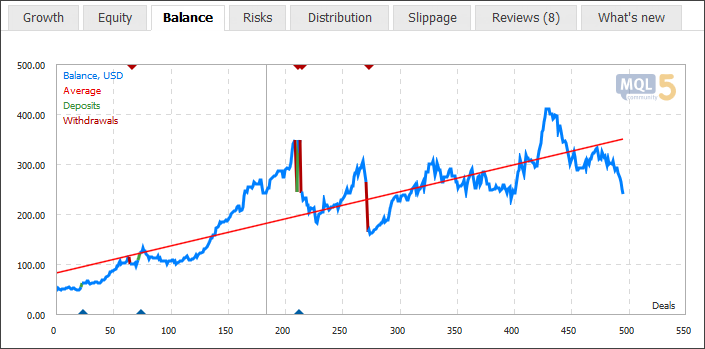 Growth Equity Balance Risks Distribution Slippage Reviews (8) What's new
500.00
Balance, USD
Average
Deposits
Withdrawals
MQL5
community
400.00
300.00
200.00
100.00
Deals
0.00
0 50 100 150 200 250 300 350 400 450 500 550